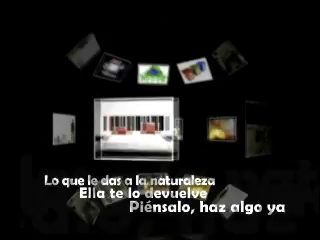 Lo que le das a la naturaleza
Ella te lo devuelve
Piénsalo, haz algo ya